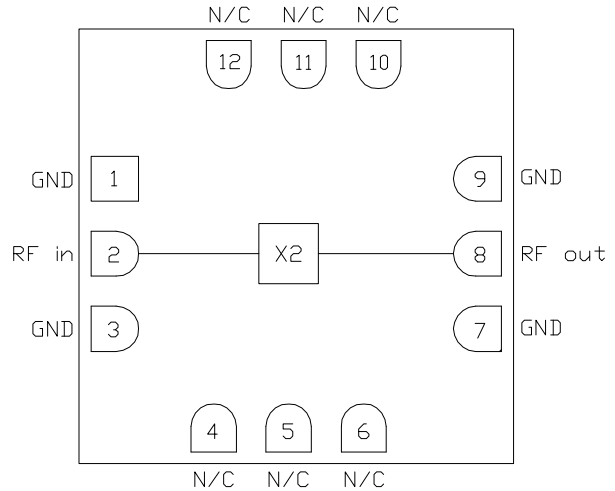 N/C N/C N/C
12 11 10
GND 1 9 GND
RF in 2 X2 8 RF out
GND 3 7 GND
4 5 6
N/C N/C N/C